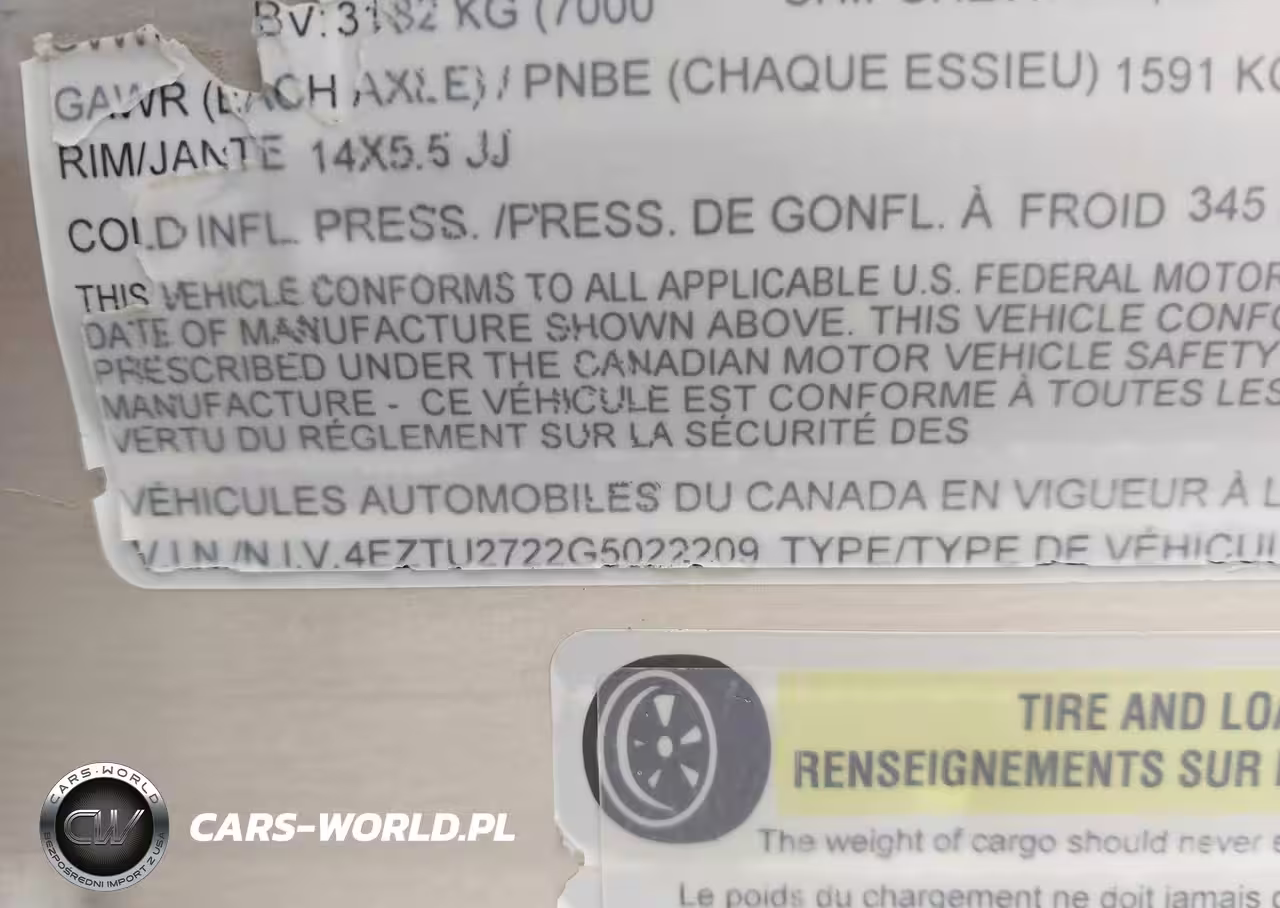 BV: 3182 KG (7000
GAWR (EACH AXLE) / PNBE (CHAQUE ESSIEU) 1591 KG
RIM/JANTE 14X5.5 JJ
COLD INFL. PRESS. /PRESS. DE GONFL. À FROID 345
THIS VEHICLE CONFORMS TO ALL APPLICABLE U.S. FEDERAL MOTOR
DATE OF MANUFACTURE SHOWN ABOVE. THIS VEHICLE CONFO
PRESCRIBED UNDER THE CANADIAN MOTOR VEHICLE SAFETY
MANUFACTURE - CE VÉHICULE EST CONFORME À TOUTES LES
VERTU DU RÉGLEMENT SUR LA SÉCURITÉ DES
VÉHICULES AUTOMOBILES DU CANADA EN VIGUEUR À L
V.I.N./N.I.V.4EZTU2722G5022209 TYPE/TYPE DE VÉHICUL
TIRE AND LOA
RENSEIGNEMENTS SUR
The weight of cargo should never
Le poids du chargement ne doit jamais
CARS-WORLD
CW
BEZPOŚREDNI IMPORT Z USA
CARS-WORLD.PL